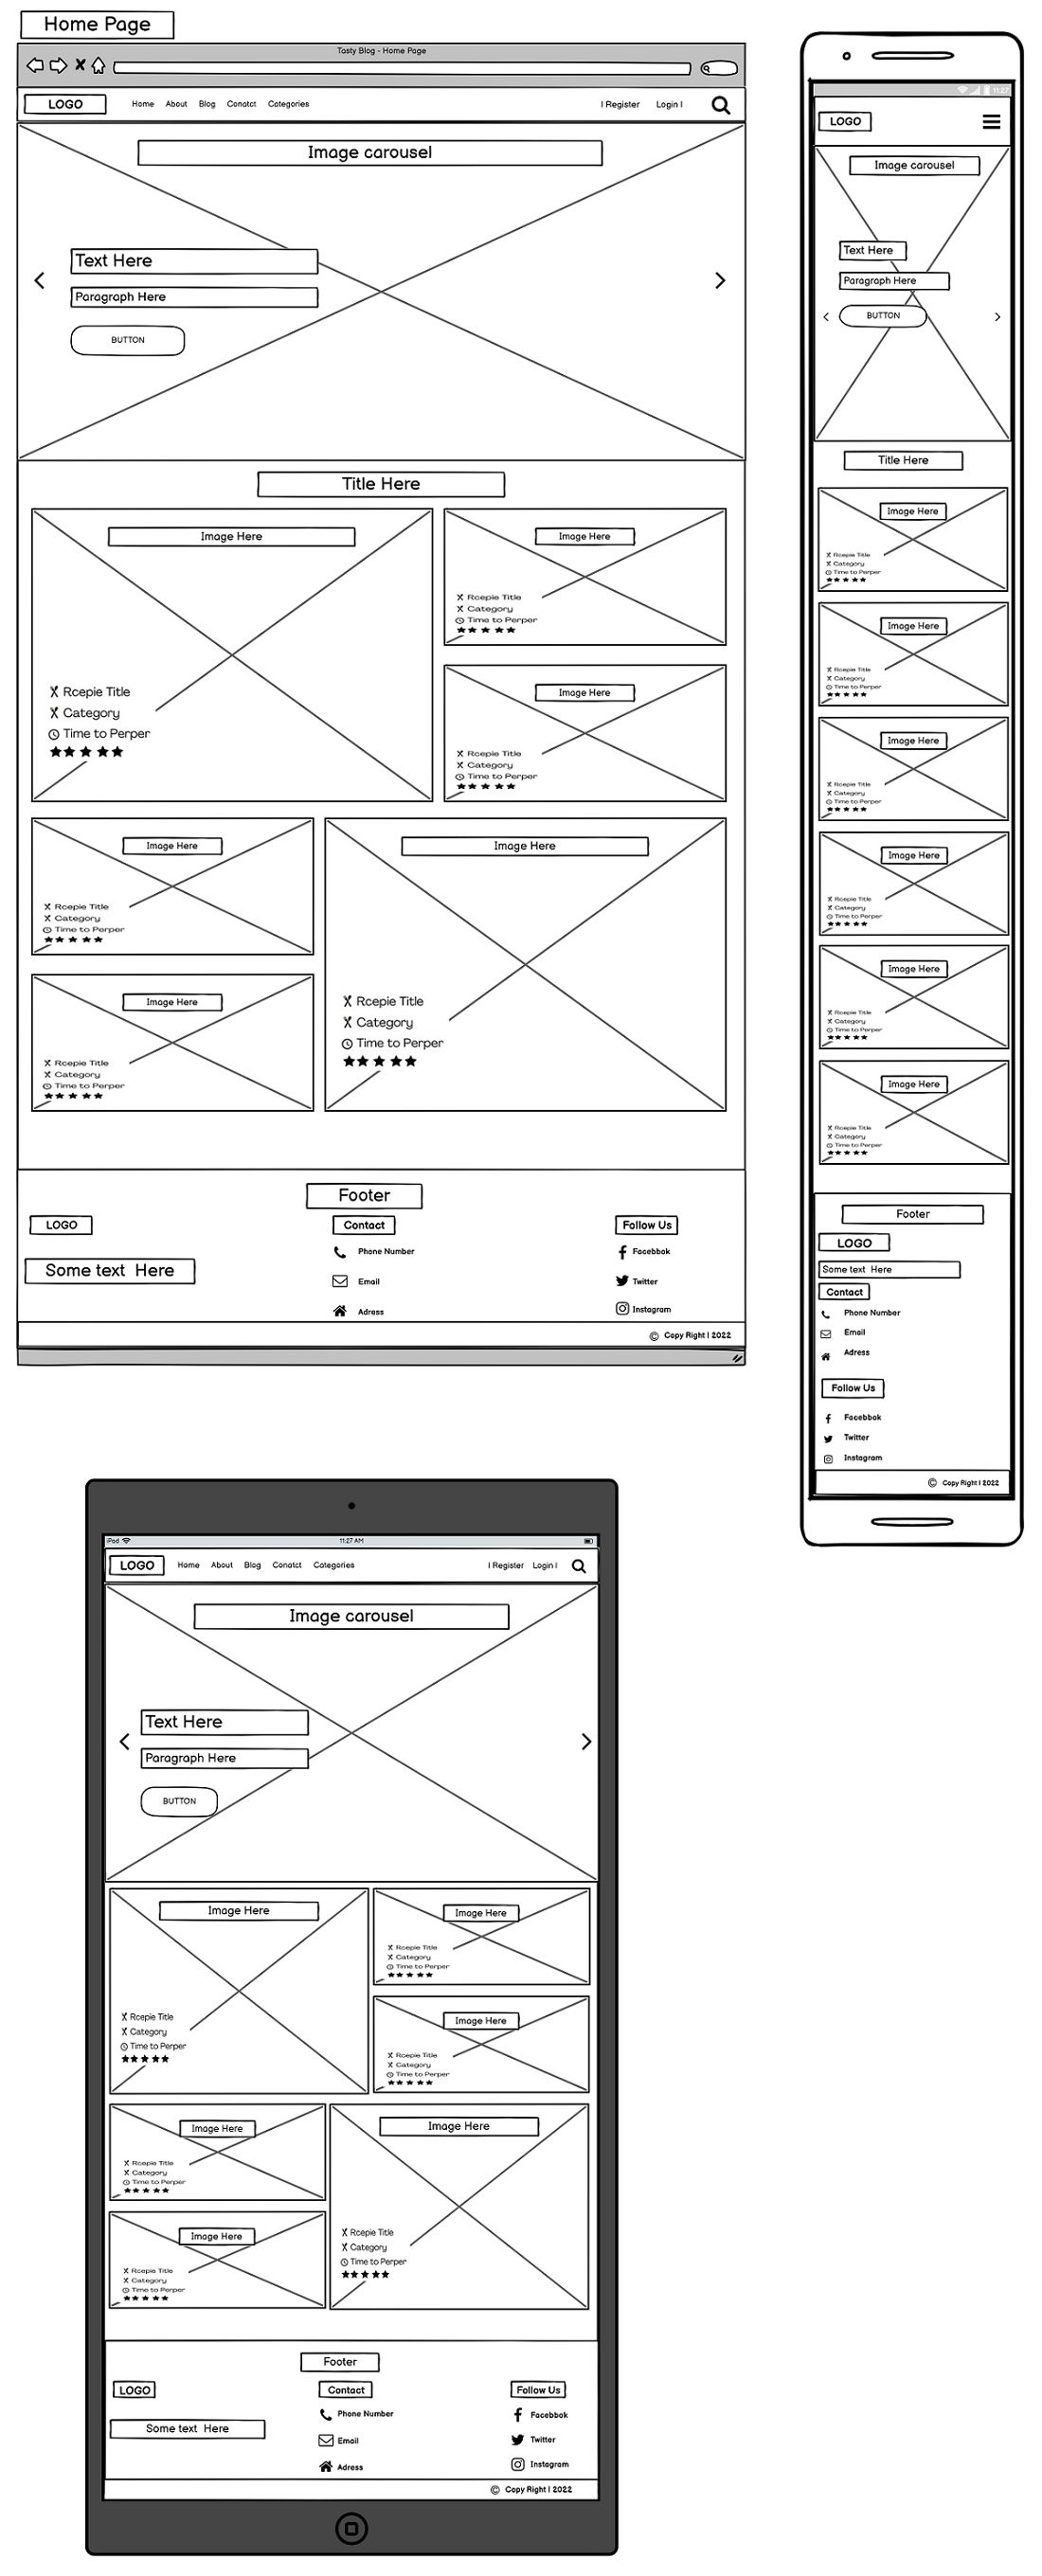 Home Page
Tasty Blog - Home Page
LOGO Home About Blog Conatct Categories | Register Login |
Image carousel
Text Here
Paragraph Here
BUTTON
Title Here
Image Here
Rcepie Title
Category
Time to Perper
Image Here
Rcepie Title
Category
Time to Perper
Image Here
Rcepie Title
Category
Time to Perper
Image Here
Rcepie Title
Category
Time to Perper
Image Here
Rcepie Title
Category
Time to Perper
Image Here
Rcepie Title
Category
Time to Perper
Footer
LOGO
Some text Here
Contact
Phone Number
Email
Adress
Follow Us
Facebbok
Twitter
Instagram
© Copy Right | 2022
11:27
LOGO
Image carousel
Text Here
Paragraph Here
BUTTON
Title Here
Image Here
Rcepie Title
Category
Time to Perper
Image Here
Rcepie Title
Category
Time to Perper
Image Here
Rcepie Title
Category
Time to Perper
Image Here
Rcepie Title
Category
Time to Perper
Image Here
Rcepie Title
Category
Time to Perper
Image Here
Rcepie Title
Category
Time to Perper
Footer
LOGO
Some text Here
Contact
Phone Number
Email
Adress
Follow Us
Facebbok
Twitter
Instagram
© Copy Right | 2022
iPod 11:27 AM
LOGO Home About Blog Conatct Categories | Register Login |
Image carousel
Text Here
Paragraph Here
BUTTON
Image Here
Rcepie Title
Category
Time to Perper
Image Here
Rcepie Title
Category
Time to Perper
Image Here
Rcepie Title
Category
Time to Perper
Image Here
Rcepie Title
Category
Time to Perper
Image Here
Rcepie Title
Category
Time to Perper
Image Here
Rcepie Title
Category
Time to Perper
Footer
LOGO
Some text Here
Contact
Phone Number
Email
Adress
Follow Us
Facebbok
Twitter
Instagram
© Copy Right | 2022